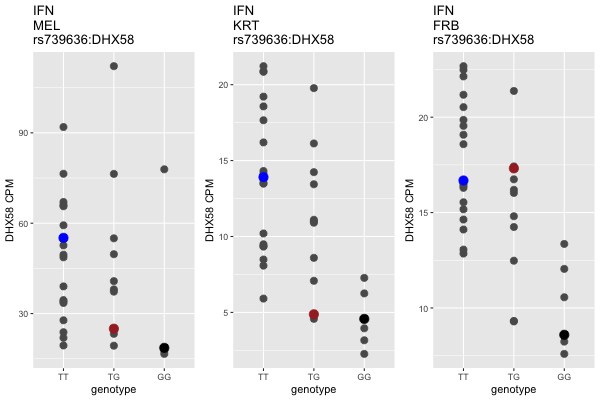 IFN
MEL
rs739636:DHX58
DHX58 CPM
90
60
30
TT TG GG
genotype
IFN
KRT
rs739636:DHX58
DHX58 CPM
20
15
10
5
TT TG GG
genotype
IFN
FRB
rs739636:DHX58
DHX58 CPM
20
15
10
TT TG GG
genotype